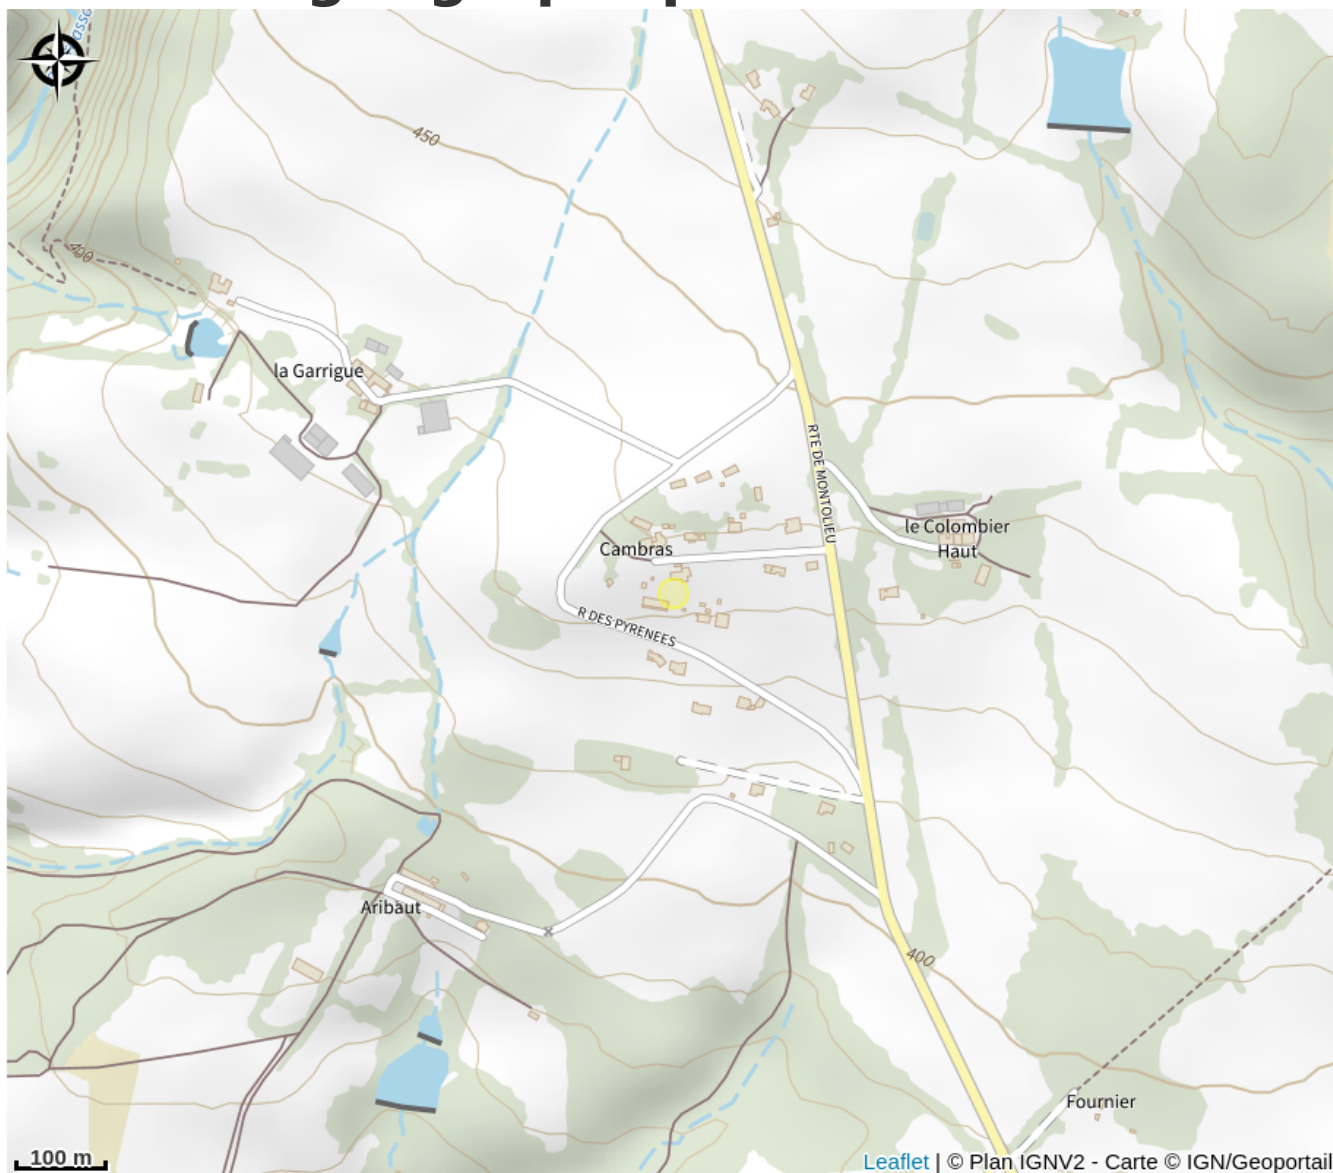 450
400
la Garrigue
RTE DE MONTOLIEU
le Colombier
Haut
Cambras
R DES PYRENEES
Aribaut
400
Fournier
100 m
Leaflet | © Plan IGNV2 - Carte © IGN/Geoportail